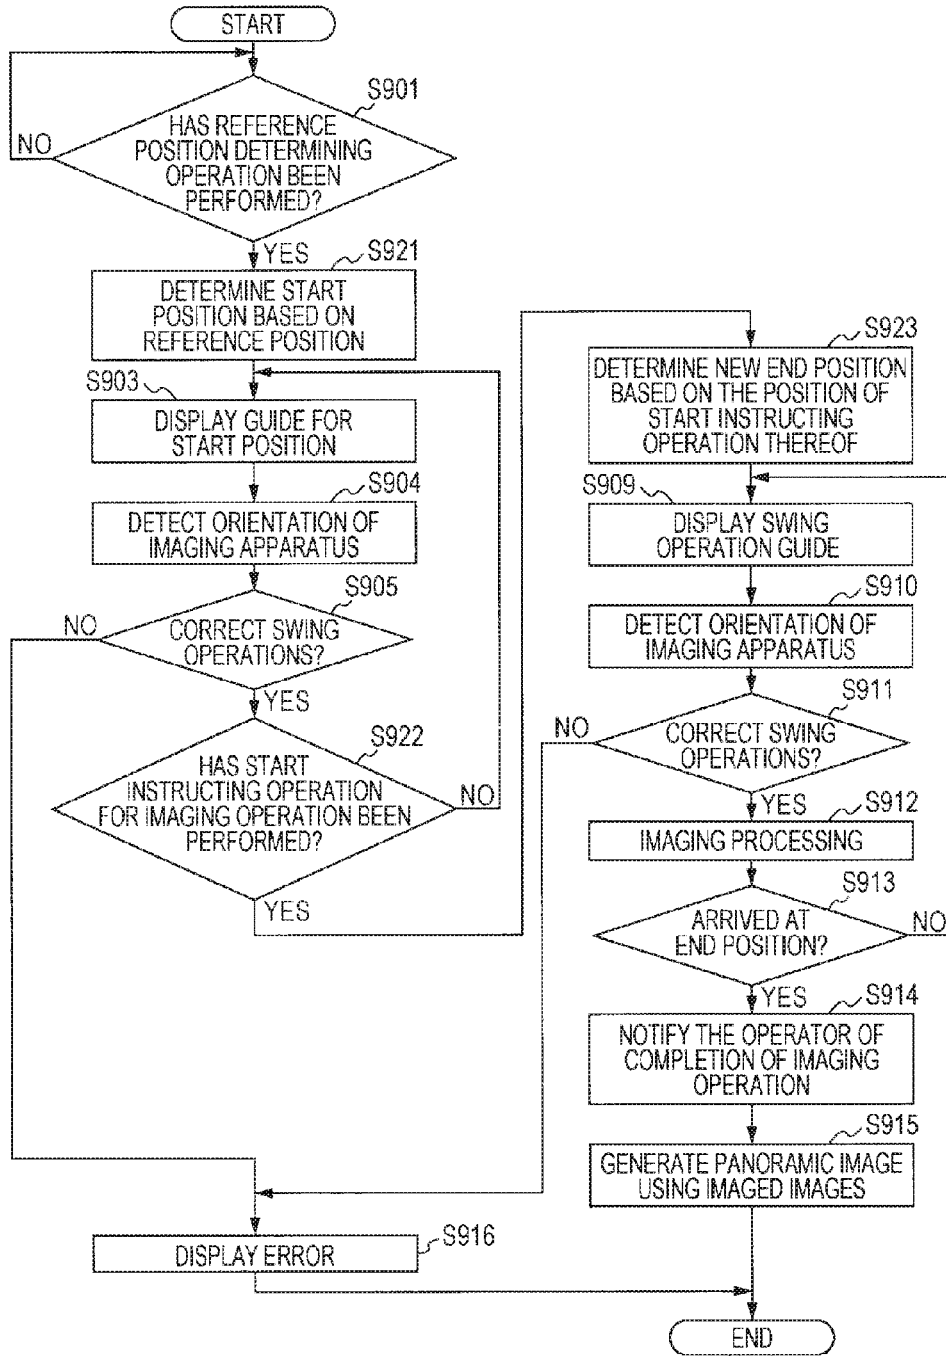 START
S901
HAS REFERENCE
POSITION DETERMINING
OPERATION BEEN
PERFORMED?
NO
YES
S921
DETERMINE START
POSITION BASED ON
REFERENCE POSITION
S903
DISPLAY GUIDE FOR
START POSITION
S904
DETECT ORIENTATION OF
IMAGING APPARATUS
S905
NO
CORRECT SWING
OPERATIONS?
YES
S922
HAS START
INSTRUCTING OPERATION
FOR IMAGING OPERATION BEEN
PERFORMED?
NO
YES
S923
DETERMINE NEW END POSITION
BASED ON THE POSITION OF
START INSTRUCTING
OPERATION THEREOF
S909
DISPLAY SWING
OPERATION GUIDE
S910
DETECT ORIENTATION OF
IMAGING APPARATUS
S911
NO
CORRECT SWING
OPERATIONS?
YES
S912
IMAGING PROCESSING
S913
ARRIVED AT
END POSITION?
NO
YES
S914
NOTIFY THE OPERATOR OF
COMPLETION OF IMAGING
OPERATION
S915
GENERATE PANORAMIC IMAGE
USING IMAGED IMAGES
DISPLAY ERROR
S916
END